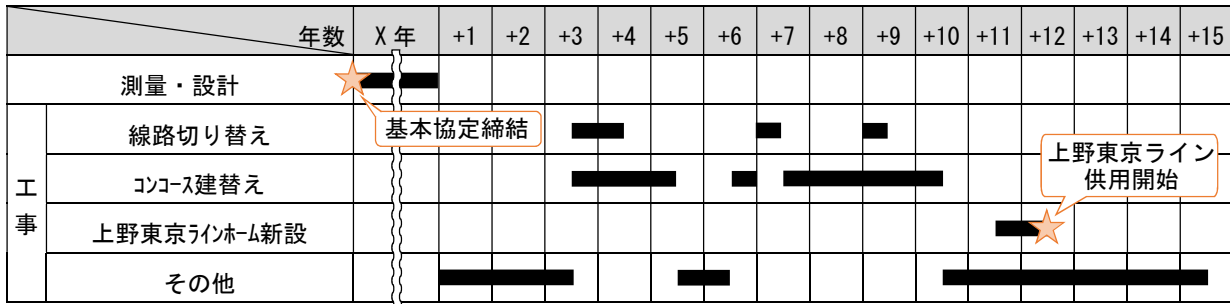 年数 X 年 +1 +2 +3 +4 +5 +6 +7 +8 +9 +10 +11 +12 +13 +14 +15
測量・設計
基本協定締結
工事
線路切り替え
ｺﾝｺｰｽ建替え
上野東京ライン
供用開始
上野東京ﾗｲﾝﾎｰﾑ新設
その他